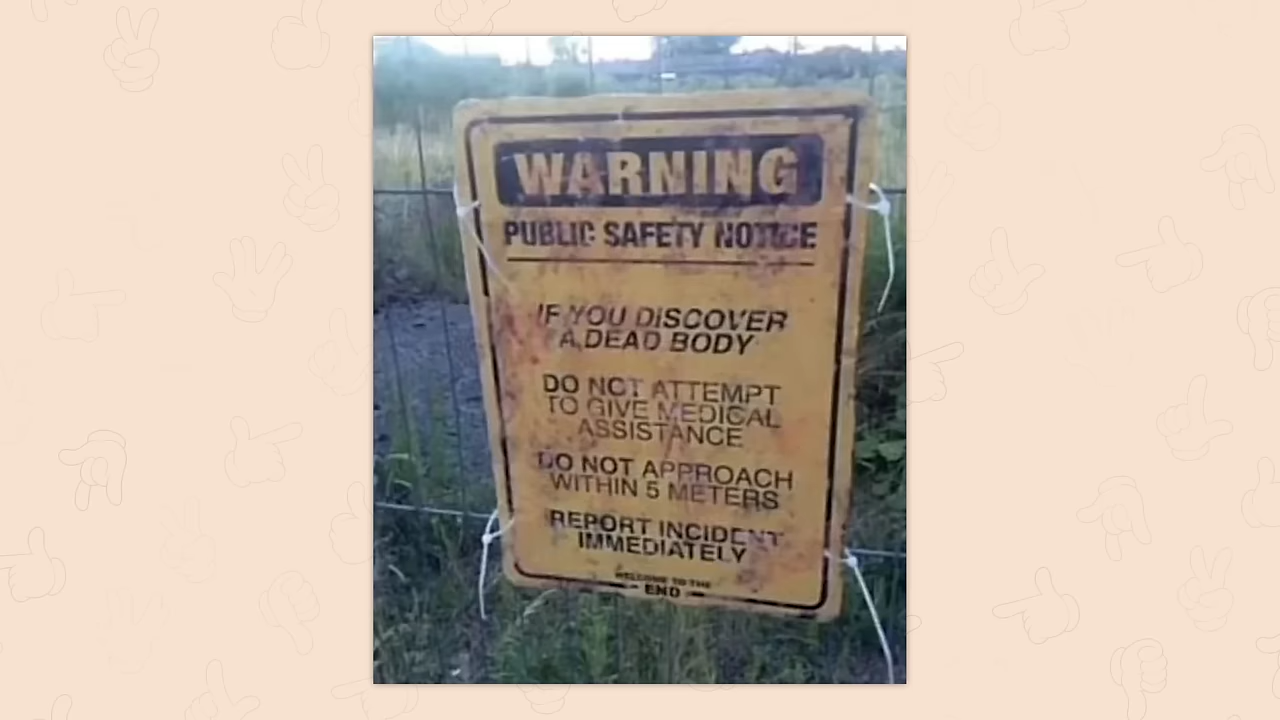 WARNING
PUBLIC SAFETY NOTICE
IF YOU DISCOVER
A DEAD BODY
DO NOT ATTEMPT
TO GIVE MEDICAL
ASSISTANCE
DO NOT APPROACH
WITHIN 5 METERS
REPORT INCIDENT
IMMEDIATELY
WELCOME TO THE
END